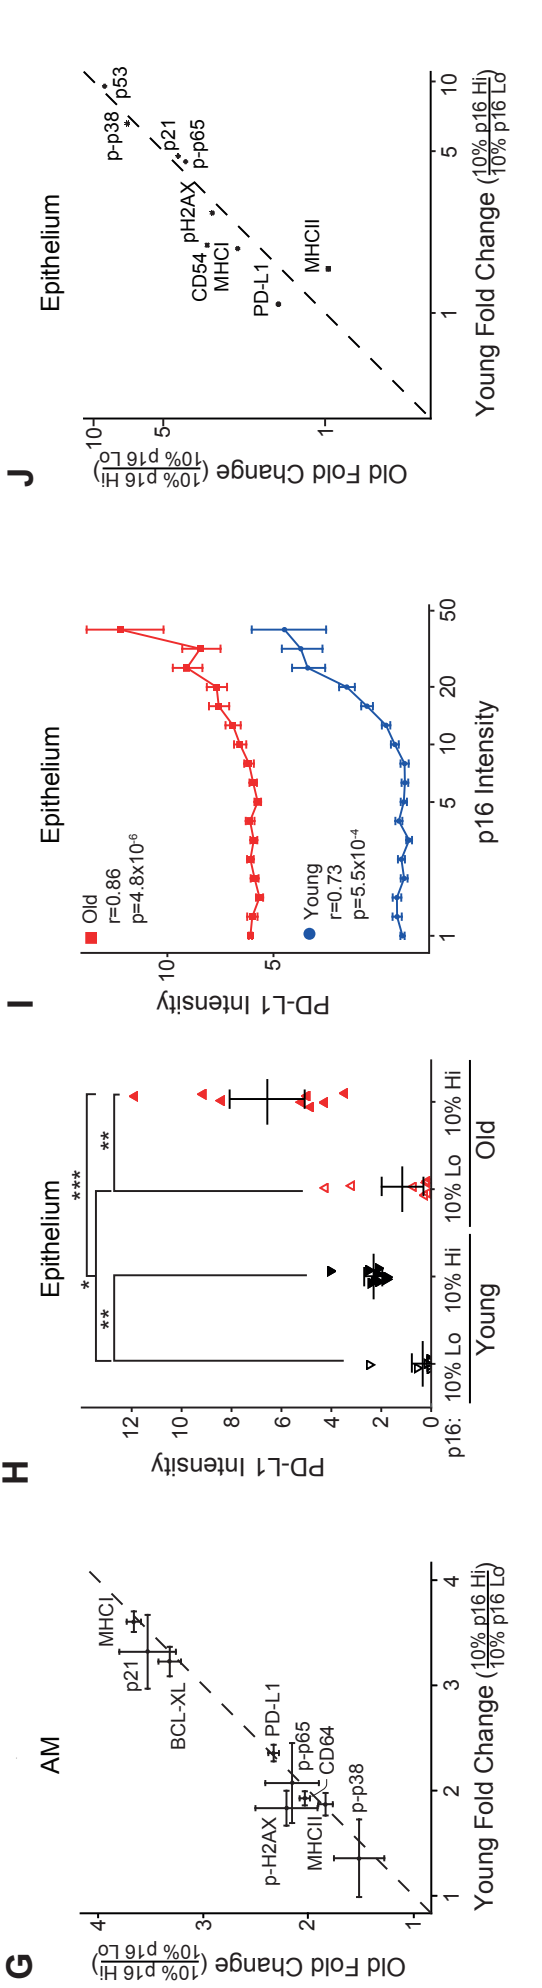 G
AM
Old Fold Change (10% p16 Hi / 10% p16 Lo)
4
3
2
1
MHCI
p21
BCL-XL
PD-L1
p-p65
CD64
p-H2AX
MHCII
p-p38
1
2
3
4
Young Fold Change (10% p16 Hi / 10% p16 Lo)
H
Epithelium
PD-L1 Intensity
12
10
8
6
4
2
0
***
*
**
**
p16:
10% Lo
10% Hi
10% Lo
10% Hi
Young
Old
I
Epithelium
PD-L1 Intensity
10
5
Old
r=0.86
p=4.8x10-6
Young
r=0.73
p=5.5x10-4
1
5
10
20
50
p16 Intensity
J
Epithelium
Old Fold Change (10% p16 Hi / 10% p16 Lo)
10
5
1
p-p38
p53
p21
p-p65
pH2AX
CD54
MHCI
PD-L1
MHCII
1
5
10
Young Fold Change (10% p16 Hi / 10% p16 Lo)